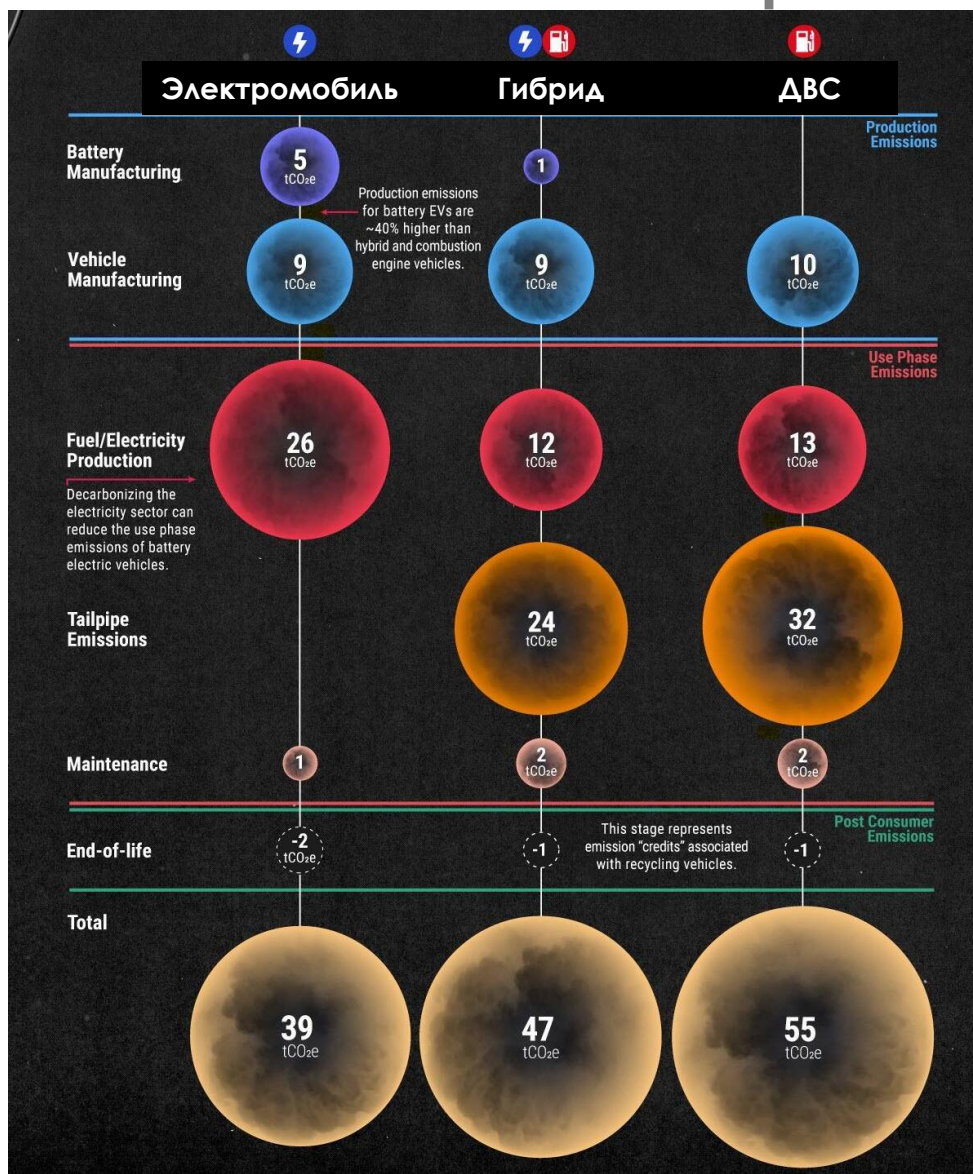 Электромобиль
Гибрид
ДВС
Production
Emissions
Battery
Manufacturing
5
tCO₂e
1
Production emissions
for battery EVs are
~40% higher than
hybrid and combustion
engine vehicles.
Vehicle
Manufacturing
9
tCO₂e
9
tCO₂e
10
tCO₂e
Use Phase
Emissions
Fuel/Electricity
Production
Decarbonizing the
electricity sector can
reduce the use phase
emissions of battery
electric vehicles.
26
tCO₂e
12
tCO₂e
13
tCO₂e
Tailpipe
Emissions
24
tCO₂e
32
tCO₂e
Maintenance
1
2
tCO₂e
2
tCO₂e
Post Consumer
Emissions
End-of-life
-2
tCO₂e
-1
This stage represents
emission “credits” associated
with recycling vehicles.
-1
Total
39
tCO₂e
47
tCO₂e
55
tCO₂e